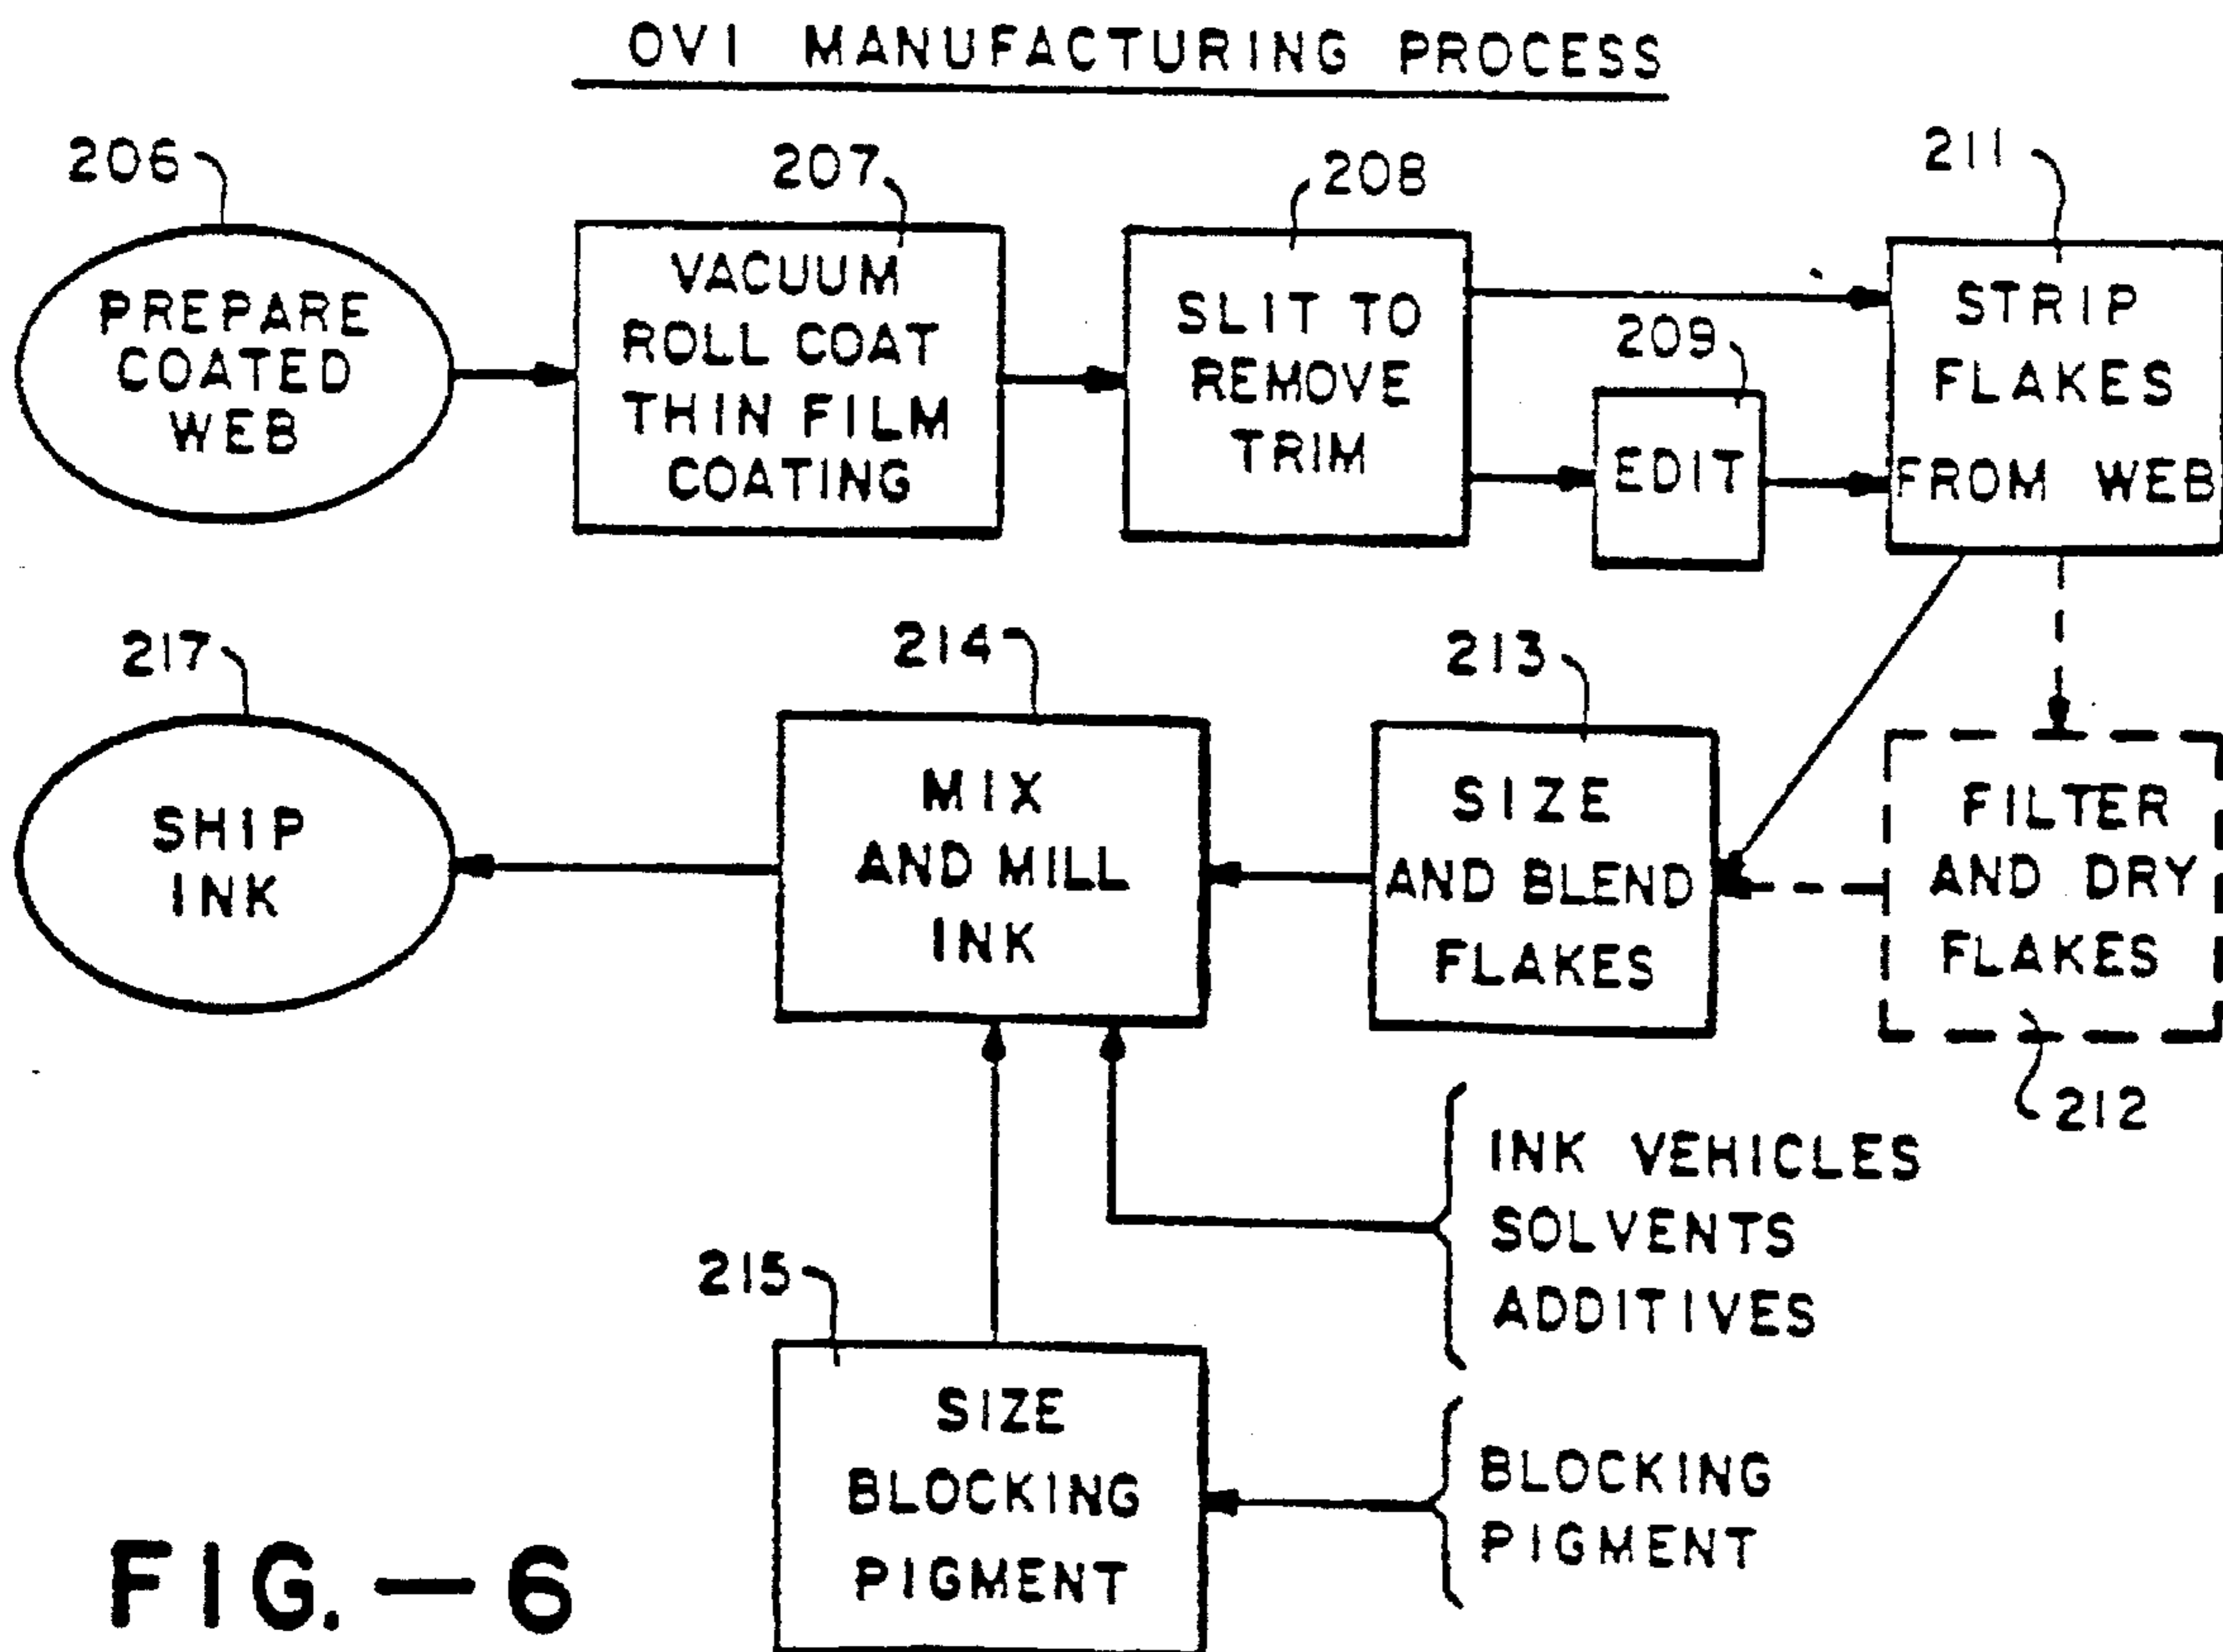 OVI MANUFACTURING PROCESS
206
207
208
211
PREPARE
COATED
WEB
VACUUM
ROLL COAT
THIN FILM
COATING
SLIT TO
REMOVE
TRIM
209
EDIT
STRIP
FLAKES
FROM WEB
217
214
213
SHIP
INK
MIX
AND MILL
INK
SIZE
AND BLEND
FLAKES
FILTER
AND DRY
FLAKES
212
INK VEHICLES
SOLVENTS
ADDITIVES
215
SIZE
BLOCKING
PIGMENT
BLOCKING
PIGMENT
FIG.-6